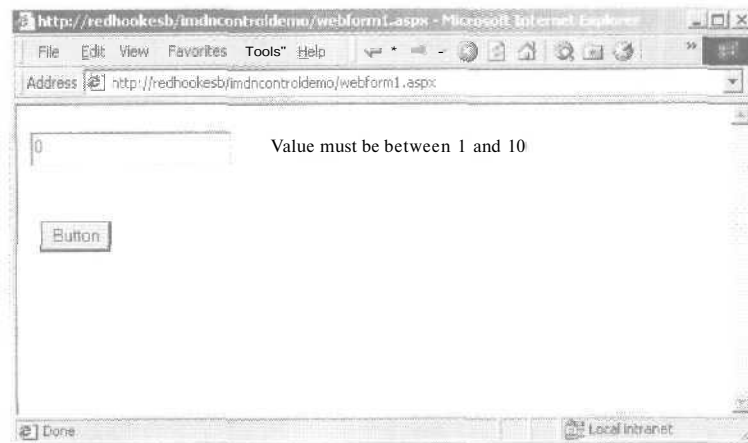 http://redhookesb/imdncontroldemo/webform1.aspx - Microsoft Internet Explorer
File Edit View Favorites Tools" Help »
Address http://redhookesb/imdncontroldemo/webform1.aspx
0 Value must be between 1 and 10
Button
Done Local intranet